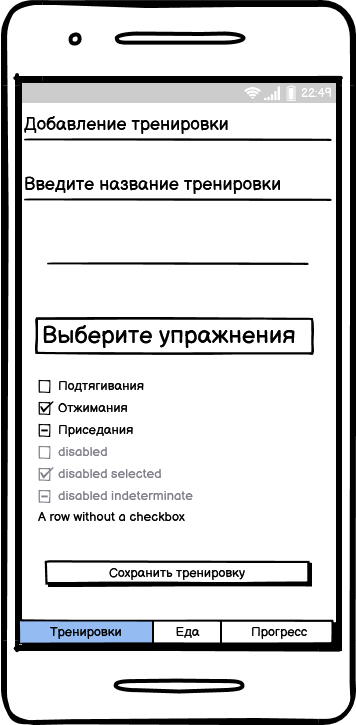 22:49
Добавление тренировки
Введите название тренировки
Выберите упражнения
Подтягивания
Отжимания
Приседания
disabled
disabled selected
disabled indeterminate
A row without a checkbox
Сохранить тренировку
Тренировки Еда Прогресс